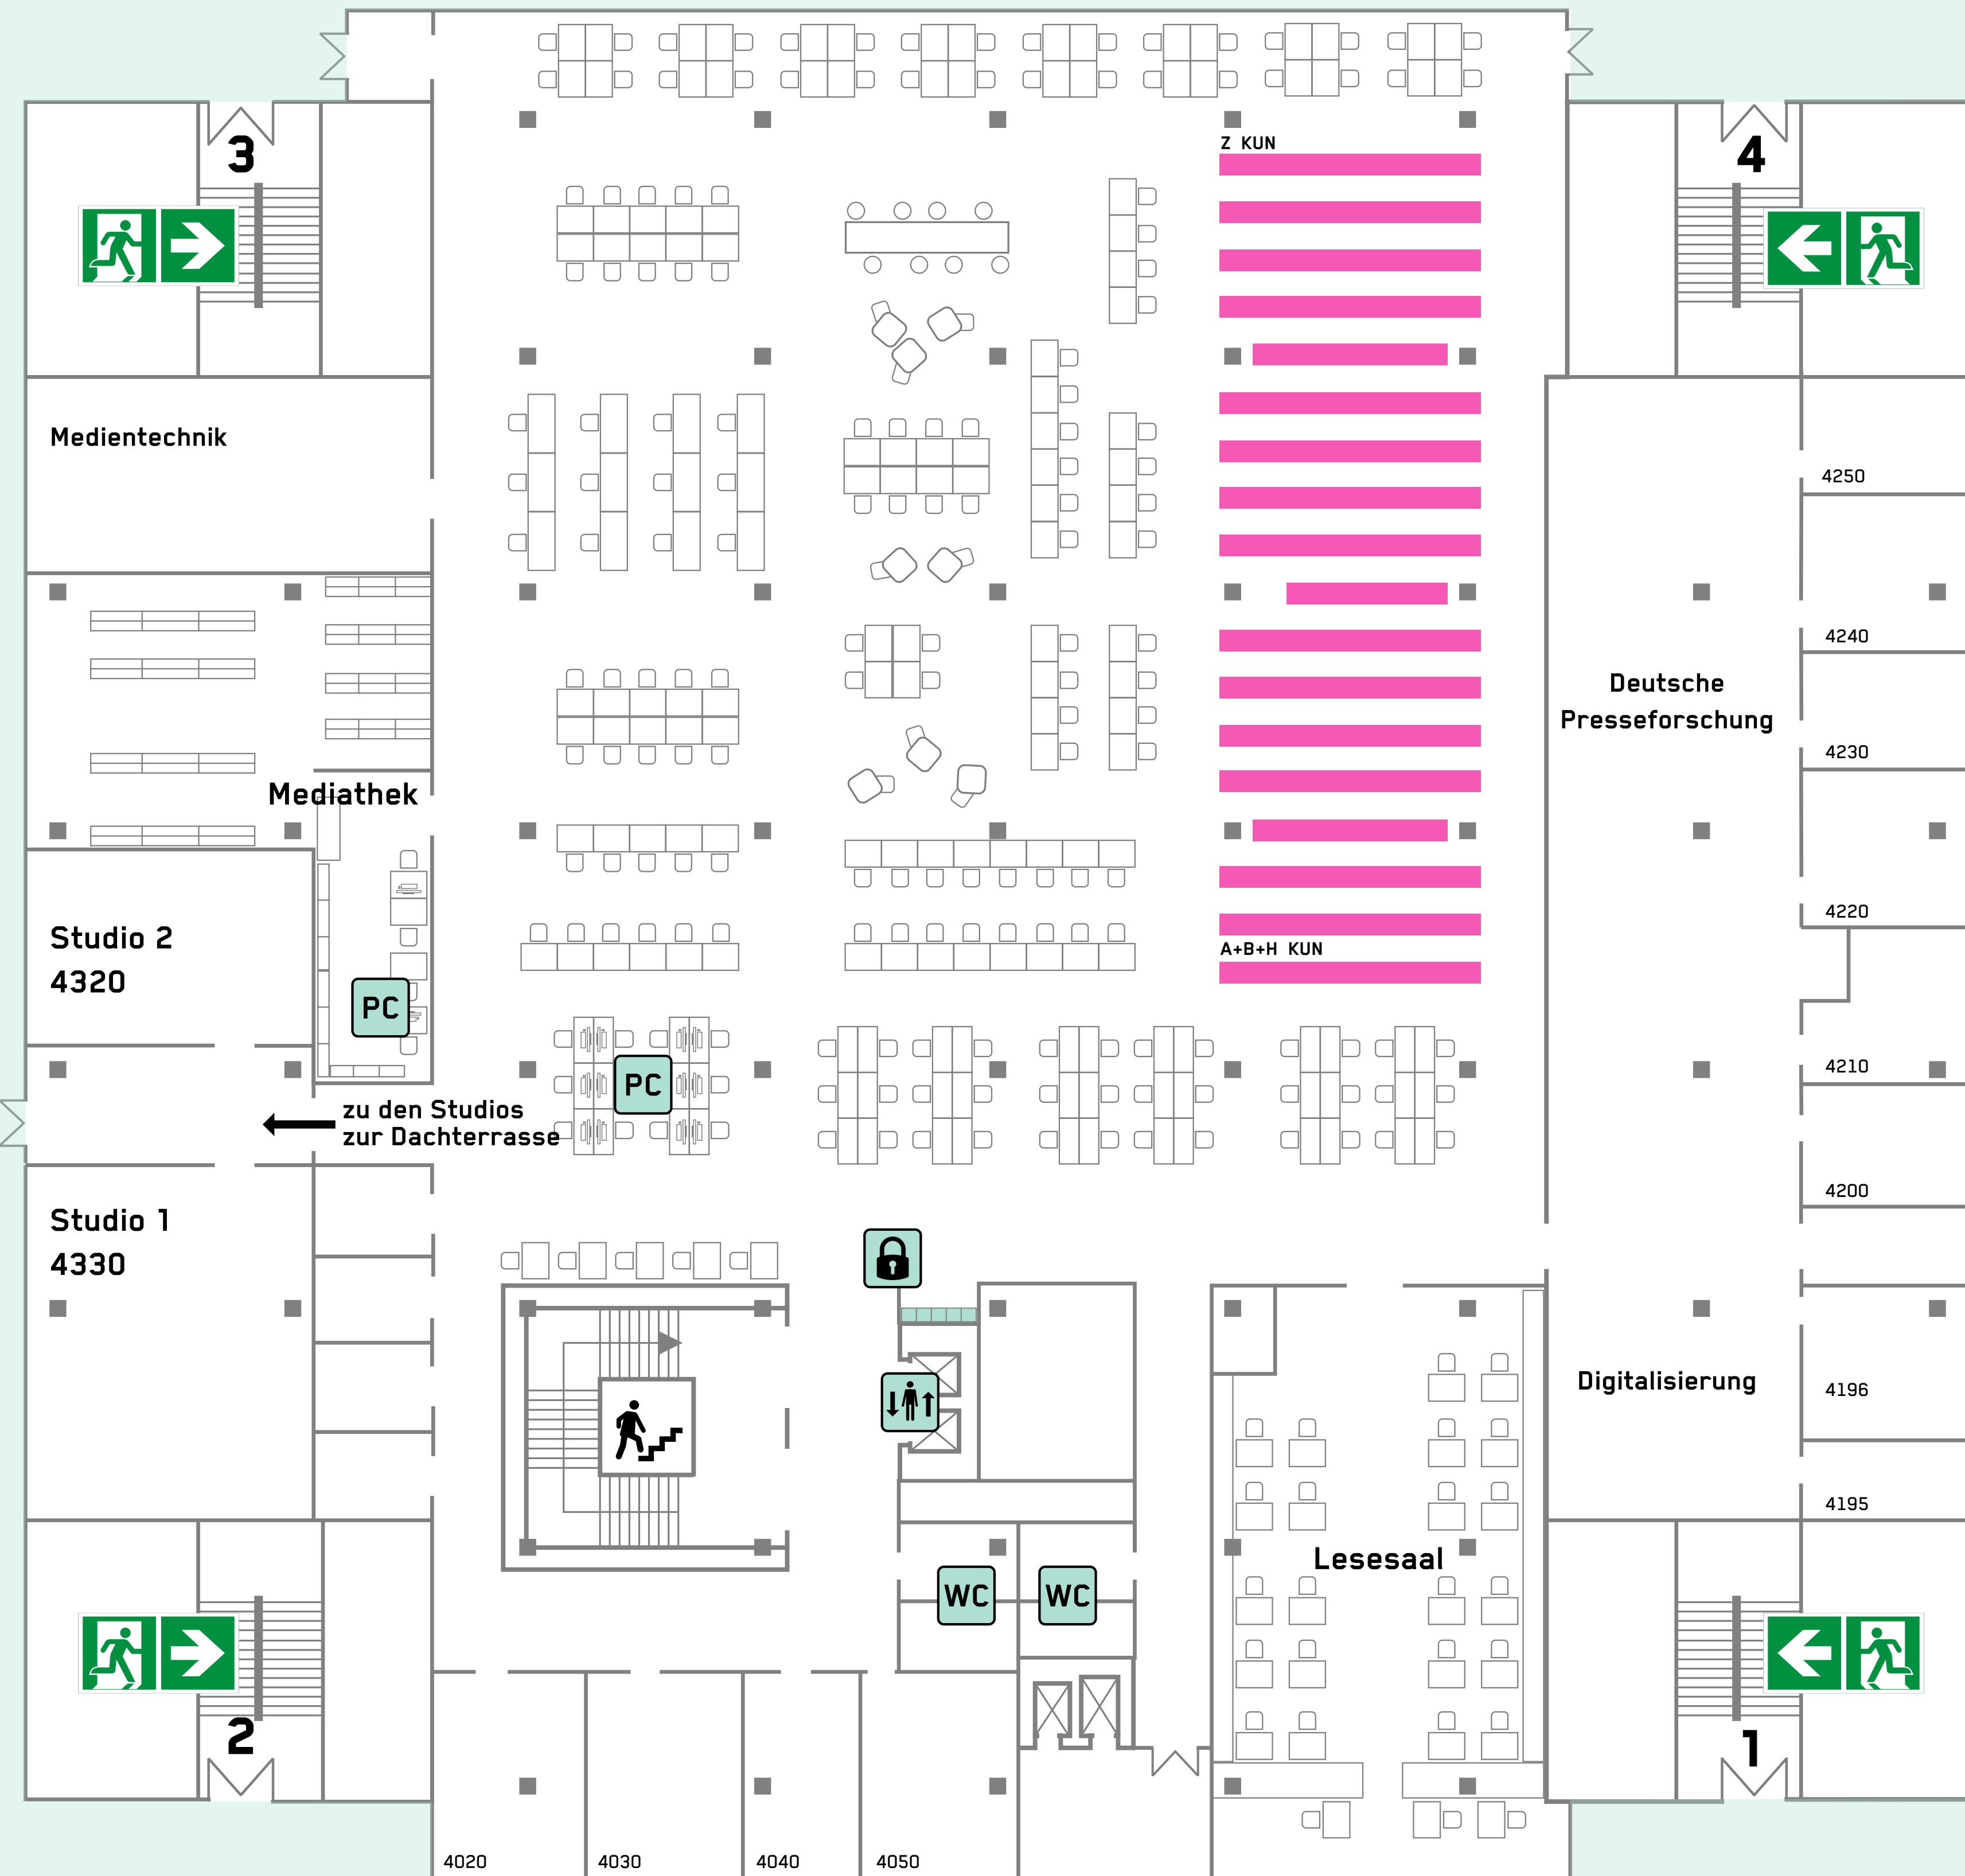 3
Z KUN
4
Medientechnik
4250
4240
Deutsche
Presseforschung
4230
Mediathek
4220
Studio 2
4320
A+B+H KUN
PC
PC
4210
zu den Studios
zur Dachterrasse
4200
Studio 1
4330
Digitalisierung
4196
4195
Lesesaal
WC
WC
2
1
4020
4030
4040
4050